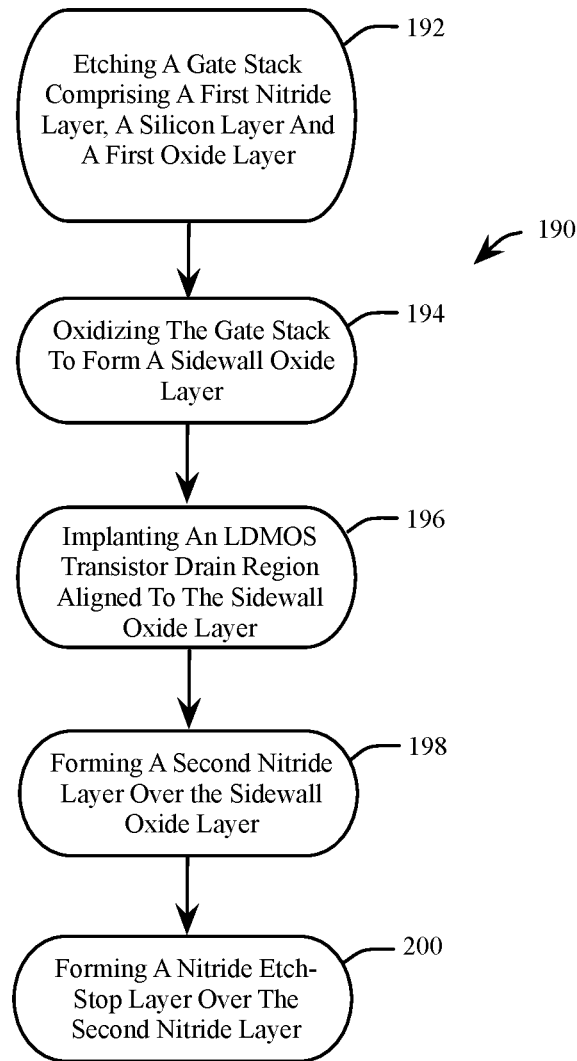 192
Etching A Gate Stack
Comprising A First Nitride
Layer, A Silicon Layer And
A First Oxide Layer
190
194
Oxidizing The Gate Stack
To Form A Sidewall Oxide
Layer
196
Implanting An LDMOS
Transistor Drain Region
Aligned To The Sidewall
Oxide Layer
198
Forming A Second Nitride
Layer Over the Sidewall
Oxide Layer
200
Forming A Nitride Etch-
Stop Layer Over The
Second Nitride Layer